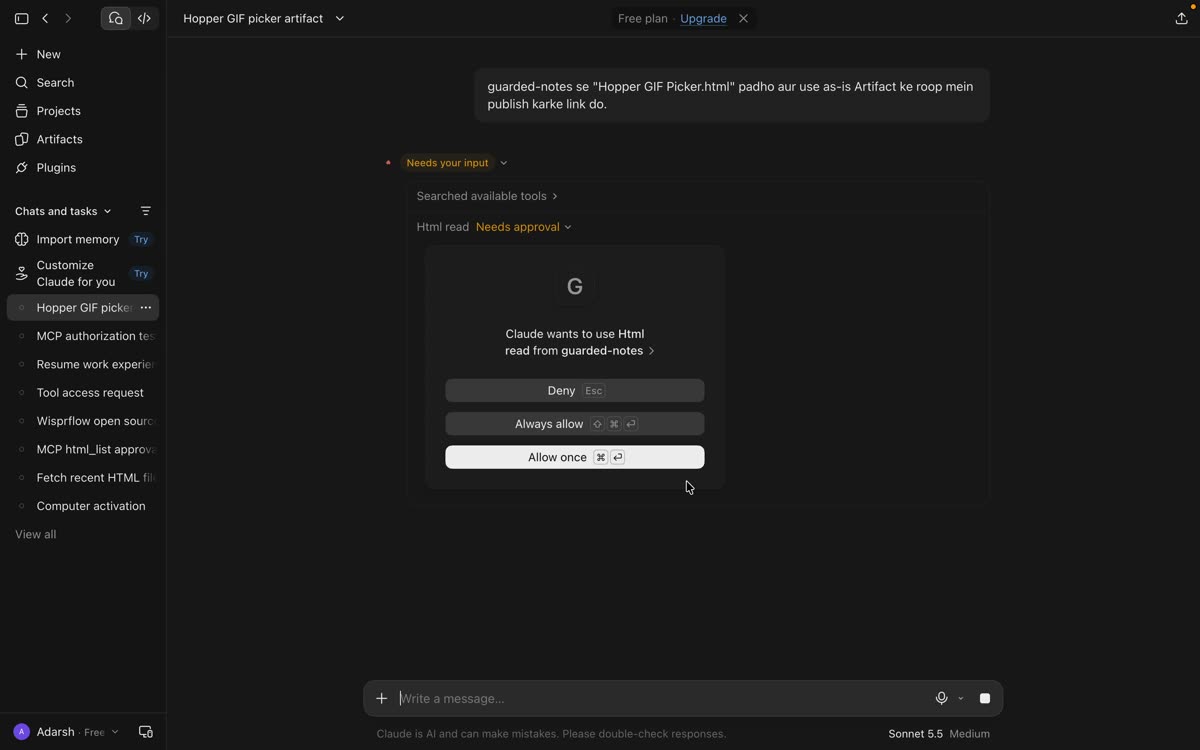 Hopper GIF picker artifact
Free plan · Upgrade
New
Search
Projects
Artifacts
Plugins
Chats and tasks
Import memory Try
Customize
Claude for you Try
Hopper GIF picker
MCP authorization tes
Resume work experien
Tool access request
Wisprflow open sourc
MCP html_list approva
Fetch recent HTML fil
Computer activation
View all
A Adarsh · Free
guarded-notes se "Hopper GIF Picker.html" padho aur use as-is Artifact ke roop mein
publish karke link do.
Needs your input
Searched available tools
Html read Needs approval
G
Claude wants to use Html
read from guarded-notes
Deny Esc
Always allow ⇧ ⌘ ↵
Allow once ⌘ ↵
Write a message...
Claude is AI and can make mistakes. Please double-check responses.
Sonnet 5.5 Medium